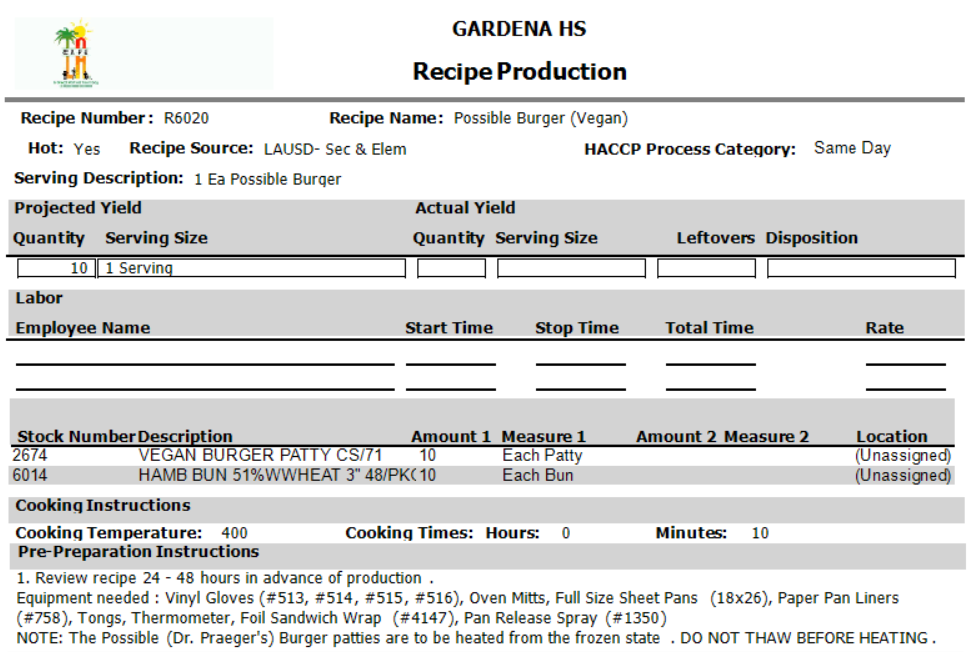 CAFE LA
GARDENA HS
Recipe Production
Recipe Number: R6020 Recipe Name: Possible Burger (Vegan)
Hot: Yes Recipe Source: LAUSD- Sec & Elem HACCP Process Category: Same Day
Serving Description: 1 Ea Possible Burger
Projected Yield Actual Yield
Quantity Serving Size Quantity Serving Size Leftovers Disposition
10 1 Serving
Labor
Employee Name Start Time Stop Time Total Time Rate
Stock Number Description Amount 1 Measure 1 Amount 2 Measure 2 Location
2674 VEGAN BURGER PATTY CS/71 10 Each Patty (Unassigned)
6014 HAMB BUN 51%WWHEAT 3" 48/PK( 10 Each Bun (Unassigned)
Cooking Instructions
Cooking Temperature: 400 Cooking Times: Hours: 0 Minutes: 10
Pre-Preparation Instructions
1. Review recipe 24 - 48 hours in advance of production .
Equipment needed : Vinyl Gloves (#513, #514, #515, #516), Oven Mitts, Full Size Sheet Pans (18x26), Paper Pan Liners
(#758), Tongs, Thermometer, Foil Sandwich Wrap (#4147), Pan Release Spray (#1350)
NOTE: The Possible (Dr. Praeger's) Burger patties are to be heated from the frozen state . DO NOT THAW BEFORE HEATING .